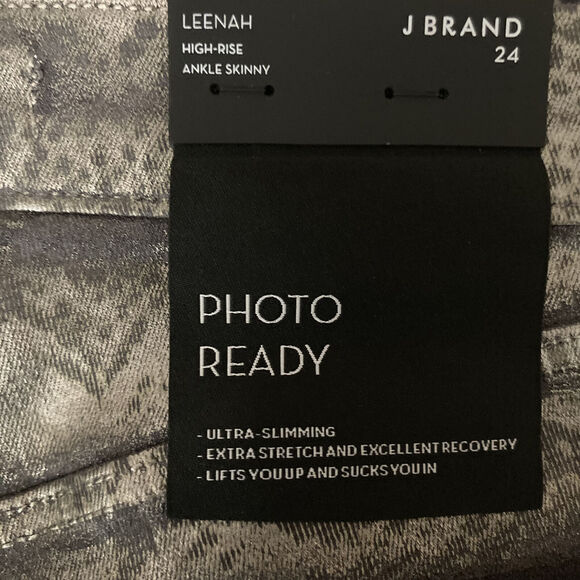 LEENAH
J BRAND
HIGH-RISE
24
ANKLE SKINNY
PHOTO
READY
- ULTRA-SLIMMING
- EXTRA STRETCH AND EXCELLENT RECOVERY
- LIFTS YOU UP AND SUCKS YOU IN